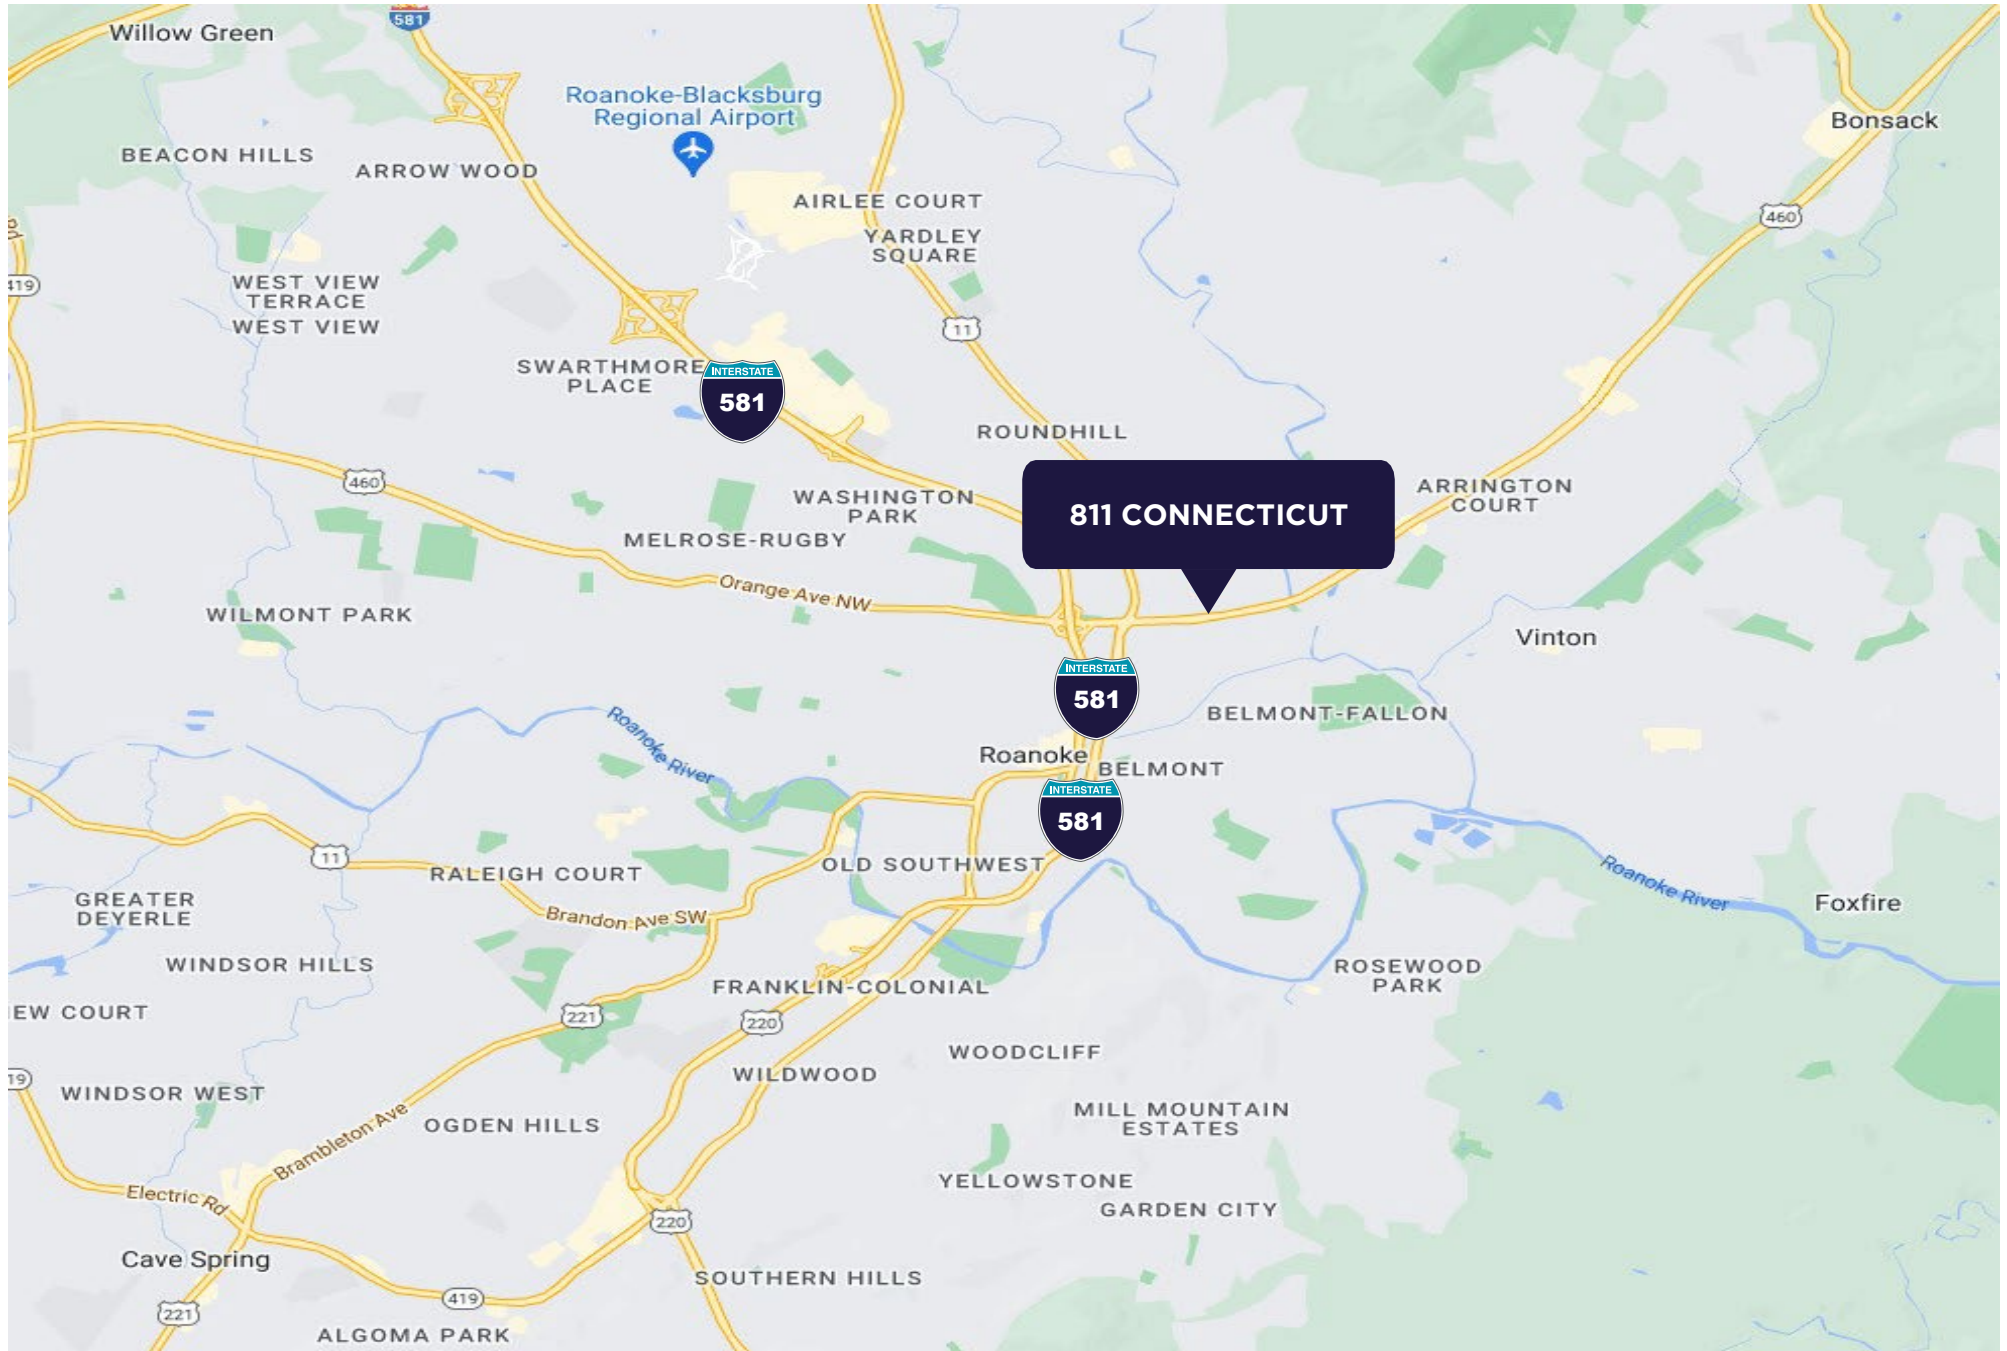 581
Willow Green
Roanoke-Blacksburg
Regional Airport
Bonsack
BEACON HILLS
ARROW WOOD
AIRLEE COURT
460
YARDLEY
SQUARE
Rd
419
WEST VIEW
TERRACE
WEST VIEW
11
SWARTHMORE
PLACE
INTERSTATE
581
ROUNDHILL
460
WASHINGTON
PARK
811 CONNECTICUT
ARRINGTON
COURT
MELROSE-RUGBY
Orange Ave NW
WILMONT PARK
Vinton
INTERSTATE
581
Roanoke River
BELMONT-FALLON
Roanoke
BELMONT
INTERSTATE
581
11
RALEIGH COURT
OLD SOUTHWEST
Roanoke River
GREATER
DEYERLE
Brandon Ave SW
Foxfire
WINDSOR HILLS
FRANKLIN-COLONIAL
ROSEWOOD
PARK
EW COURT
221
220
WOODCLIFF
19
WINDSOR WEST
WILDWOOD
Brambleton Ave
OGDEN HILLS
MILL MOUNTAIN
ESTATES
Electric Rd
YELLOWSTONE
GARDEN CITY
220
Cave Spring
SOUTHERN HILLS
419
221
ALGOMA PARK